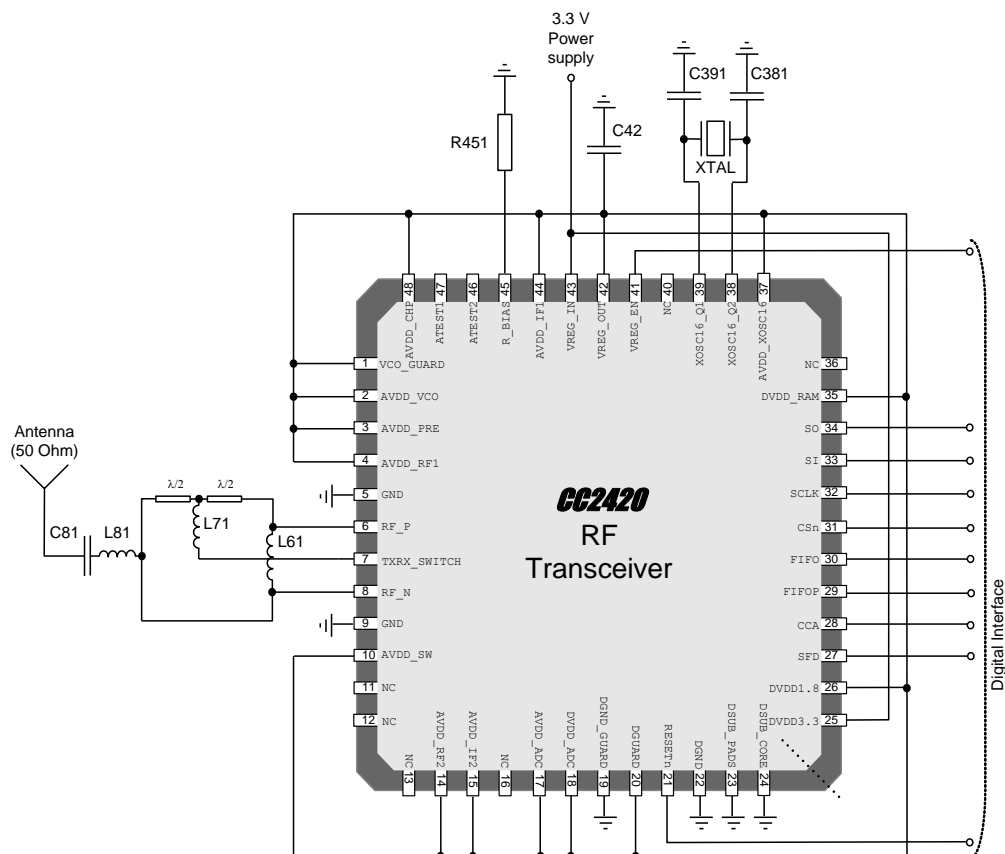 3.3 V
Power
supply
C391
C381
R451
C42
XTAL
48
47
46
45
44
43
42
41
40
39
38
37
AVDD_CHP
ATEST1
ATEST2
R_BIAS
AVDD_IF1
VREG_IN
VREG_OUT
VREG_EN
NC
XOSC16_Q1
XOSC16_Q2
AVDD_XOSC16
1 VCO_GUARD
2 AVDD_VCO
3 AVDD_PRE
4 AVDD_RF1
5 GND
6 RF_P
7 TXRX_SWITCH
8 RF_N
9 GND
10 AVDD_SW
11 NC
12 NC
Antenna
(50 Ohm)
λ/2
λ/2
L71
C81
L81
L61
CC2420
RF
Transceiver
NC 36
DVDD_RAM 35
SO 34
SI 33
SCLK 32
CSn 31
FIFO 30
FIFOP 29
CCA 28
SFD 27
DVDD1.8 26
DVDD3.3 25
Digital Interface
NC
AVDD_RF2
AVDD_IF2
NC
AVDD_ADC
DVDD_ADC
DGND_GUARD
DGUARD
RESETn
DGND
DSUB_PADS
DSUB_CORE
13
14
15
16
17
18
19
20
21
22
23
24